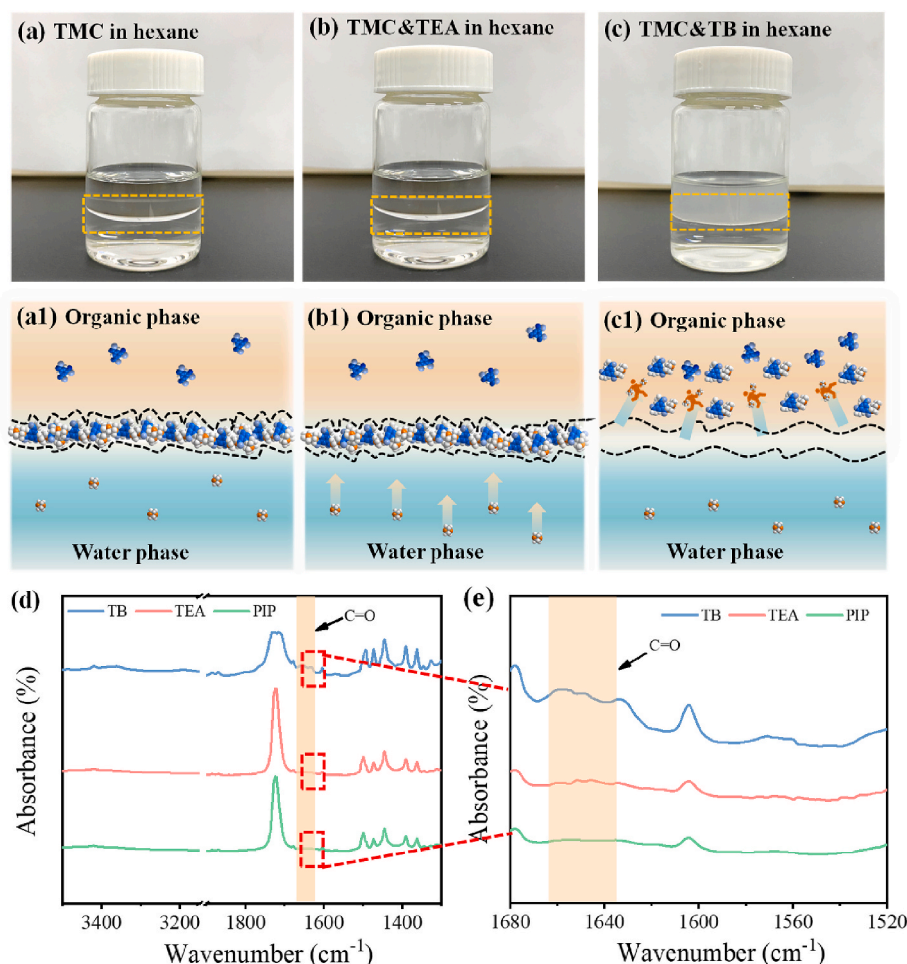 (a) TMC in hexane
(b) TMC&TEA in hexane
(c) TMC&TB in hexane
(a1) Organic phase
(b1) Organic phase
(c1) Organic phase
Water phase
Water phase
Water phase
(d)
TB TEA PIP
C=O
Absorbance (%)
3400 3200 1800 1600 1400
Wavenumber (cm⁻¹)
(e)
TB TEA PIP
C=O
Absorbance (%)
1680 1640 1600 1560 1520
Wavenumber (cm⁻¹)